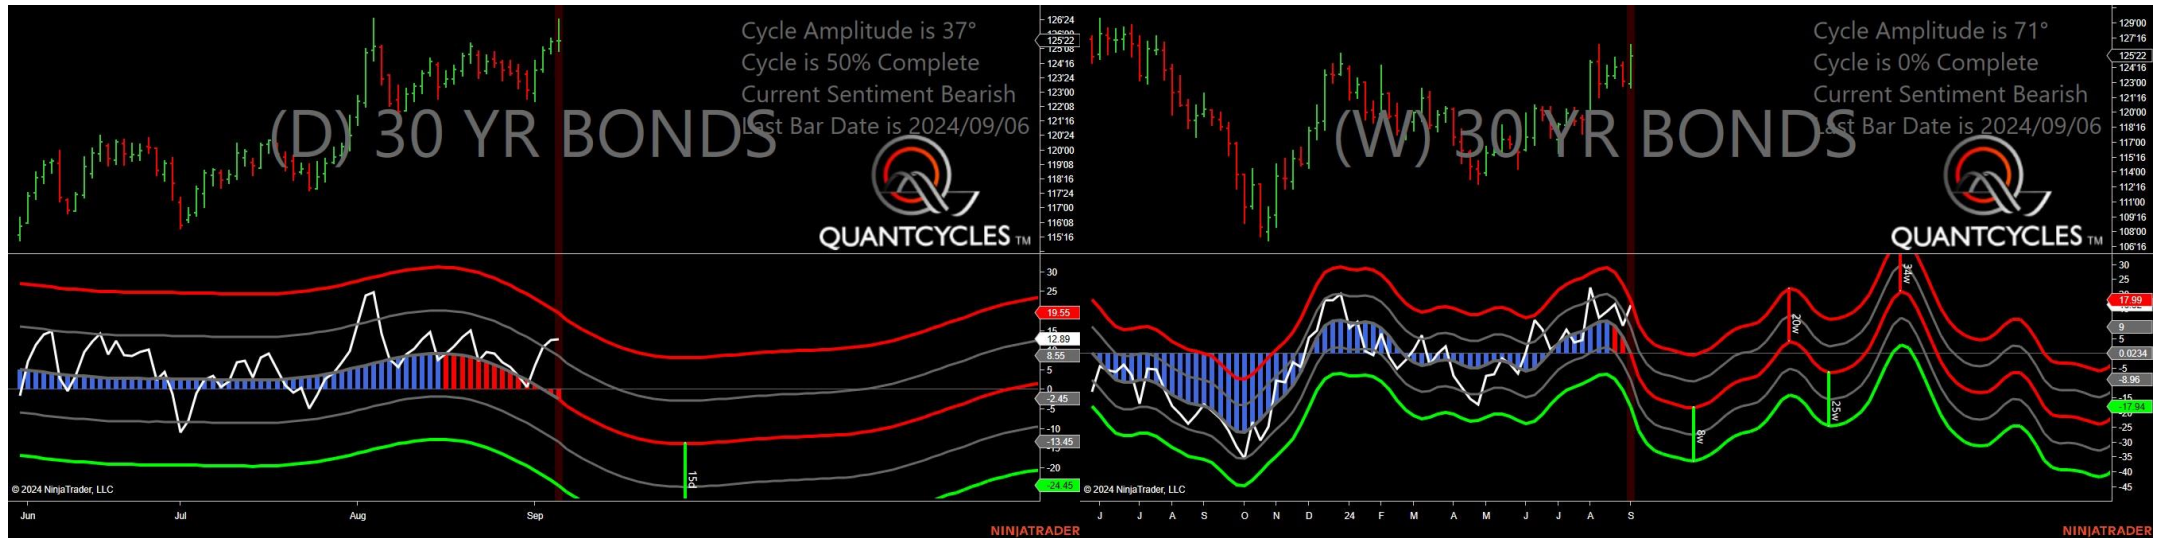 Cycle Amplitude is 37°
Cycle is 50% Complete
Current Sentiment Bearish
Last Bar Date is 2024/09/06
(D) 30 YR BONDS
QUANTCYCLES TM
126'24
125'22
125'08
124'16
123'24
123'00
122'08
121'16
120'24
120'00
119'08
118'16
117'24
117'00
116'08
115'16
30
25
19.55
15
12.89
8.55
5
0
-2.45
-5
-10
-13.45
-20
-24.45
15d
© 2024 NinjaTrader, LLC
Jun Jul Aug Sep
NINJATRADER
Cycle Amplitude is 71°
Cycle is 0% Complete
Current Sentiment Bearish
Last Bar Date is 2024/09/06
(W) 30 YR BONDS
QUANTCYCLES TM
129'00
127'16
125'22
124'16
123'00
121'16
120'00
118'16
117'00
115'16
114'00
112'16
111'00
109'16
108'00
106'16
34w
20w
25w
8w
30
25
17.99
9
5
0.0234
-5
-8.96
-15
-17.94
-25
-30
-35
-40
-45
© 2024 NinjaTrader, LLC
J J A S O N D 24 F M A M J J A S
NINJATRADER